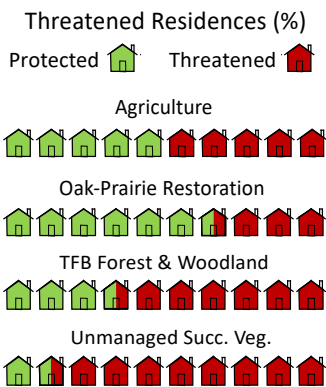 Threatened Residences (%)
Protected Threatened
Agriculture
Oak-Prairie Restoration
TFB Forest & Woodland
Unmanaged Succ. Veg.